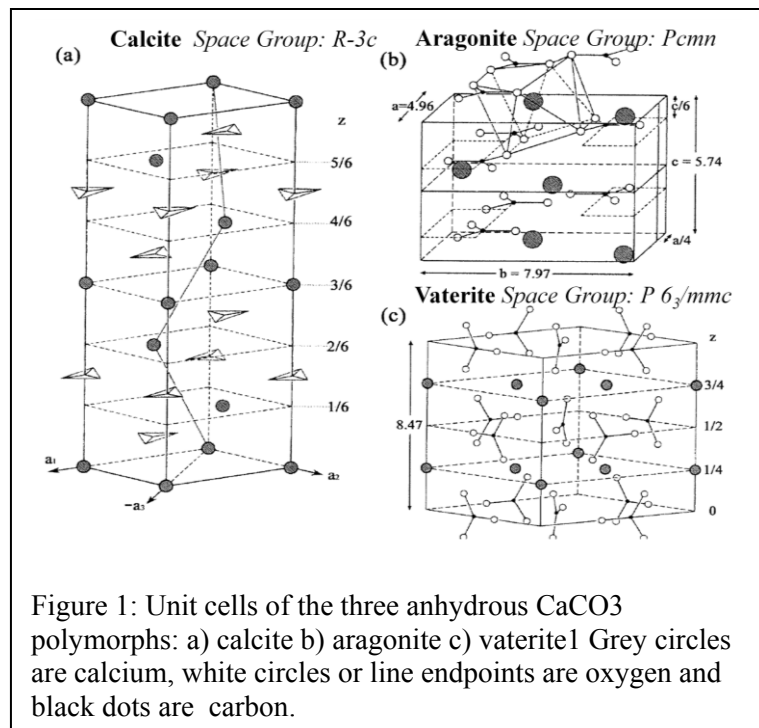 Calcite Space Group: R-3c
Aragonite Space Group: Pcmn
(a)
z
5/6
4/6
3/6
2/6
1/6
a₁
a₂
−a₃
(b)
a=4.96
c/6
c = 5.74
a/4
b = 7.97
Vaterite Space Group: P 6₃/mmc
(c)
z
3/4
8.47
1/2
1/4
0
Figure 1: Unit cells of the three anhydrous CaCO3
polymorphs: a) calcite b) aragonite c) vaterite1 Grey circles
are calcium, white circles or line endpoints are oxygen and
black dots are carbon.